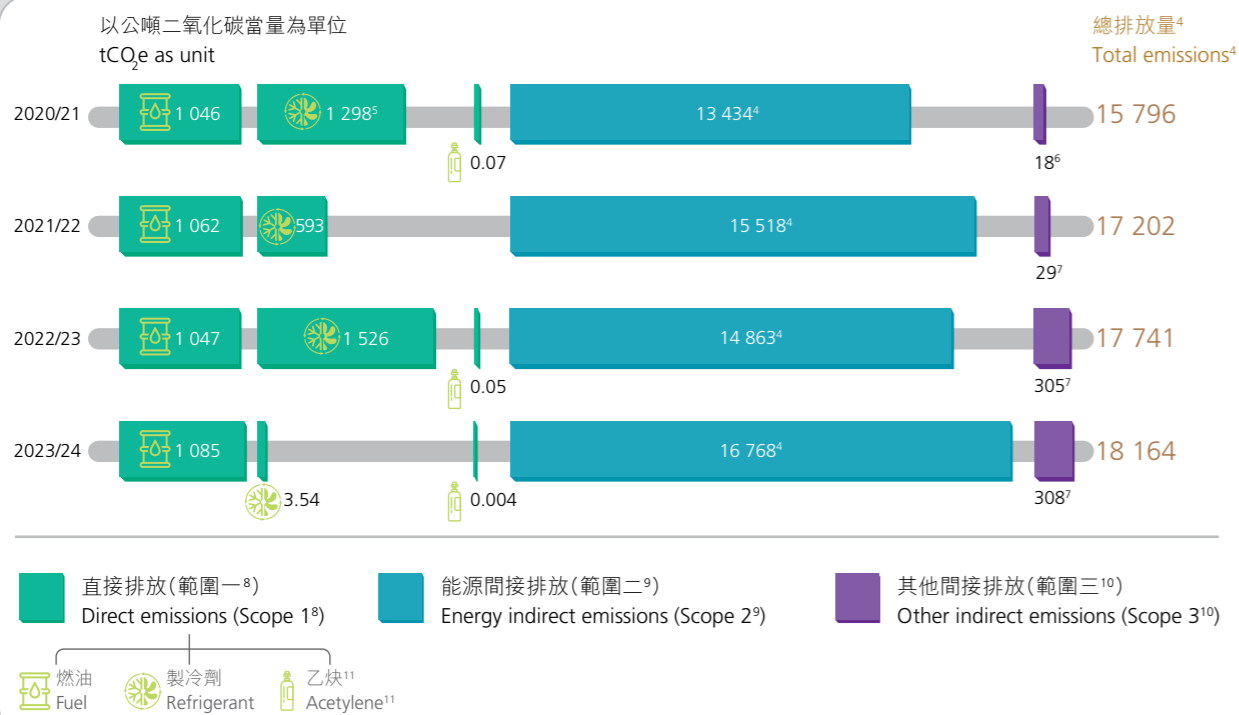 以公噸二氧化碳當量為單位
tCO₂e as unit
總排放量⁴
Total emissions⁴
2020/21 1 046 1 298⁵ 0.07 13 434⁴ 18⁶ 15 796
2021/22 1 062 593 15 518⁴ 29⁷ 17 202
2022/23 1 047 1 526 0.05 14 863⁴ 305⁷ 17 741
2023/24 1 085 3.54 0.004 16 768⁴ 308⁷ 18 164
直接排放(範圍一⁸)
Direct emissions (Scope 1⁸)
能源間接排放(範圍二⁹)
Energy indirect emissions (Scope 2⁹)
其他間接排放(範圍三¹⁰)
Other indirect emissions (Scope 3¹⁰)
燃油
Fuel
製冷劑
Refrigerant
乙炔¹¹
Acetylene¹¹